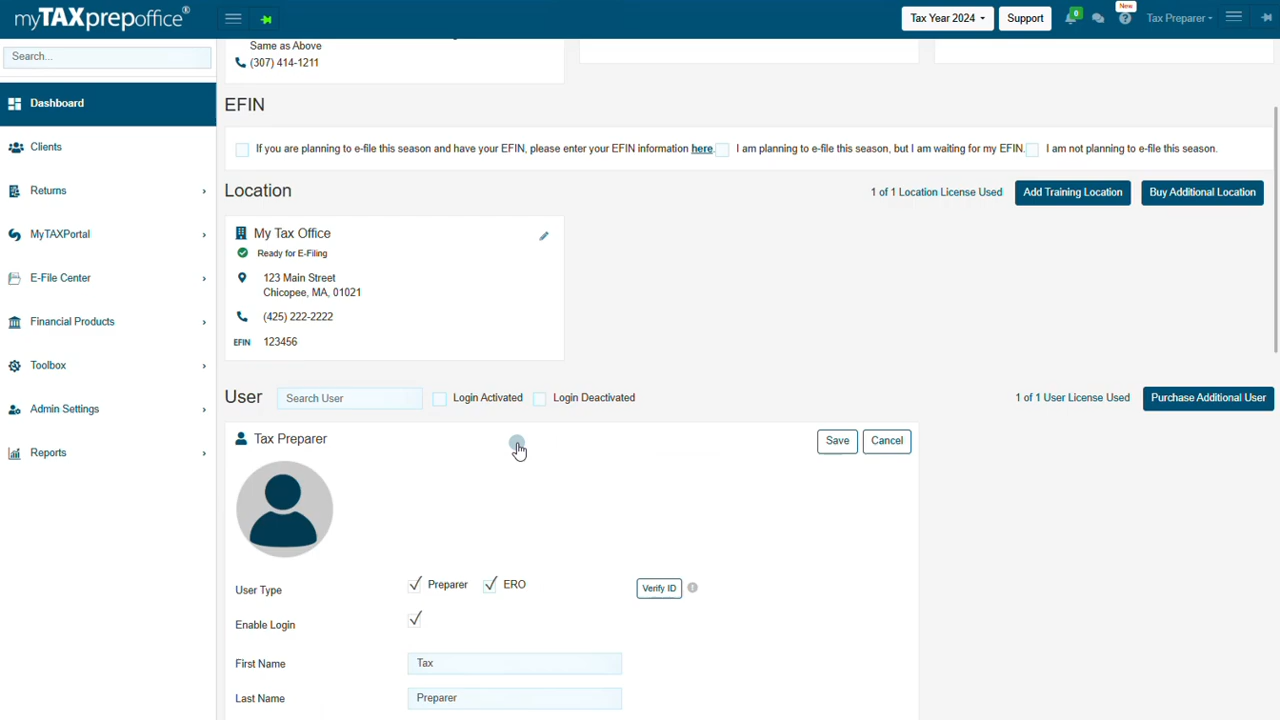 myTAXprepoffice®
Tax Year 2024
Support
0
New
Tax Preparer
Search...
Dashboard
Clients
Returns
MyTAXPortal
E-File Center
Financial Products
Toolbox
Admin Settings
Reports
Same as Above
(307) 414-1211
EFIN
If you are planning to e-file this season and have your EFIN, please enter your EFIN information here.
I am planning to e-file this season, but I am waiting for my EFIN.
I am not planning to e-file this season.
Location
1 of 1 Location License Used
Add Training Location
Buy Additional Location
My Tax Office
Ready for E-Filing
123 Main Street
Chicopee, MA, 01021
(425) 222-2222
EFIN 123456
User
Search User
Login Activated
Login Deactivated
1 of 1 User License Used
Purchase Additional User
Tax Preparer
Save
Cancel
User Type
Preparer
ERO
Verify ID
Enable Login
First Name
Tax
Last Name
Preparer